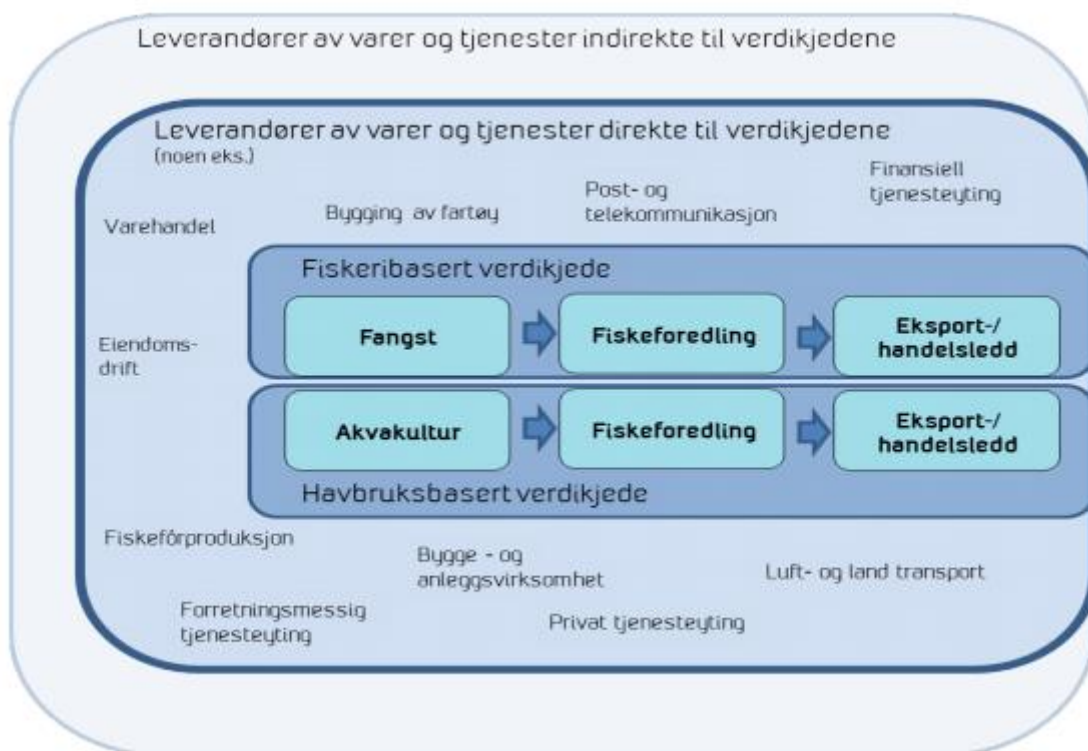 Leverandører av varer og tjenester indirekte til verdikjedene
Leverandører av varer og tjenester direkte til verdikjedene
(noen eks.)
Finansiell
tjenesteyting
Post- og
telekommunikasjon
Bygging av fartøy
Varehandel
Fiskeribasert verdikjede
Fangst
Fiskeforedling
Eksport-/
handelsledd
Eiendoms-
drift
Akvakultur
Fiskeforedling
Eksport-/
handelsledd
Havbruksbasert verdikjede
Fiskefôrproduksjon
Bygge - og
anleggsvirksomhet
Luft- og land transport
Forretningsmessig
tjenesteyting
Privat tjenesteyting